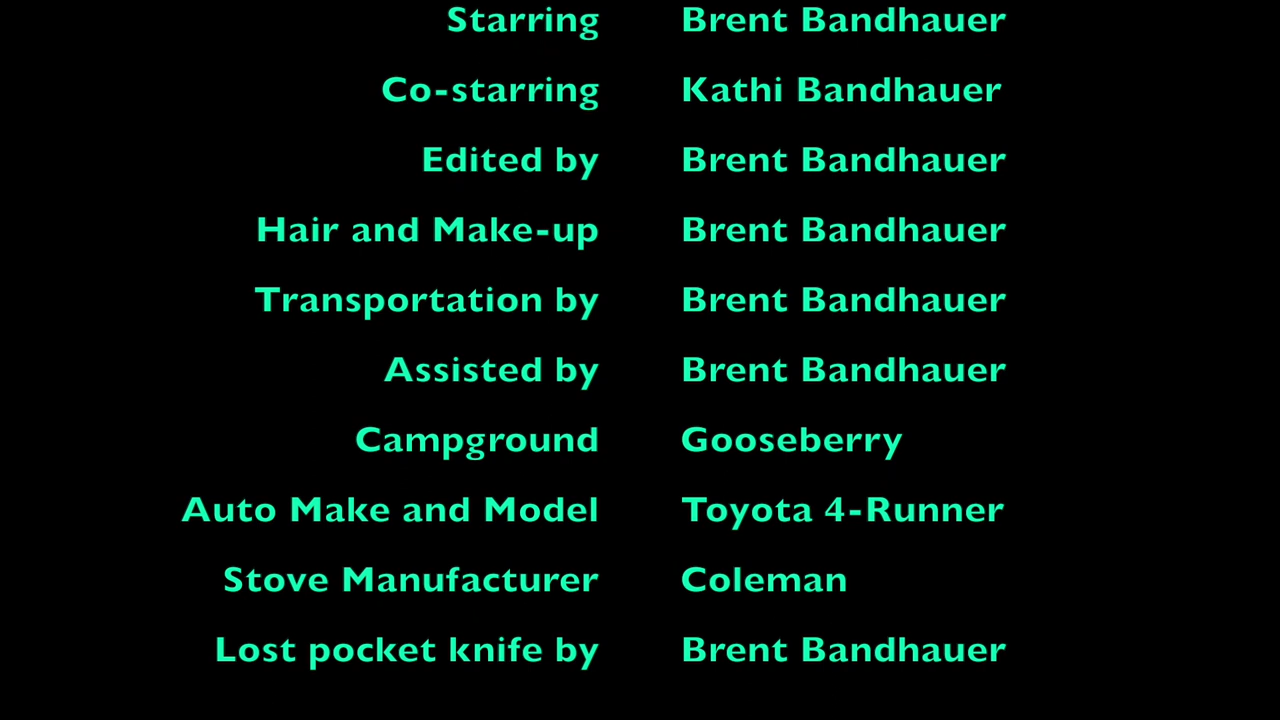 Starring Brent Bandhauer
Co-starring Kathi Bandhauer
Edited by Brent Bandhauer
Hair and Make-up Brent Bandhauer
Transportation by Brent Bandhauer
Assisted by Brent Bandhauer
Campground Gooseberry
Auto Make and Model Toyota 4-Runner
Stove Manufacturer Coleman
Lost pocket knife by Brent Bandhauer